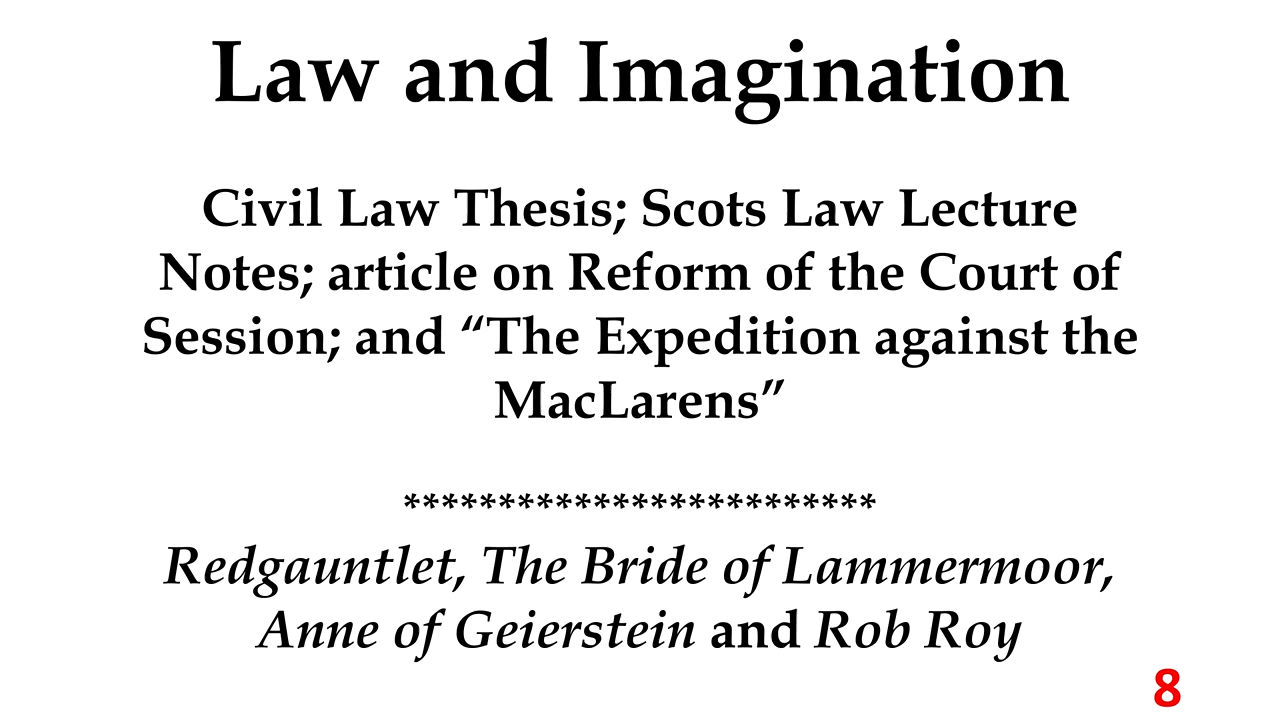 Law and Imagination
Civil Law Thesis; Scots Law Lecture
Notes; article on Reform of the Court of
Session; and “The Expedition against the
MacLarens”
*************************
Redgauntlet, The Bride of Lammermoor,
Anne of Geierstein and Rob Roy
8